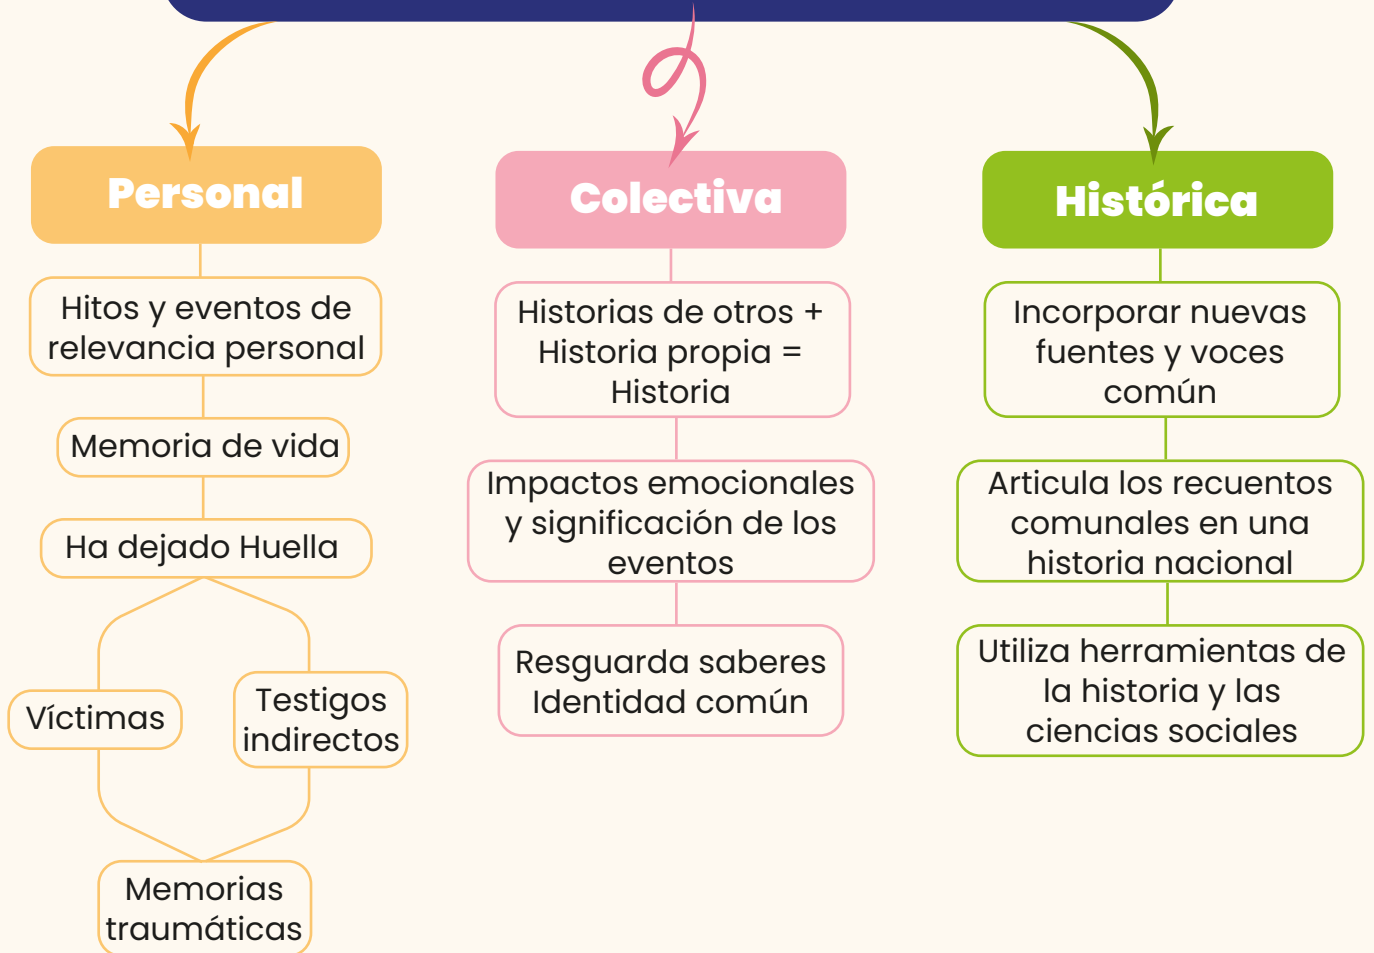 Personal
Hitos y eventos de
relevancia personal
Memoria de vida
Ha dejado Huella
Víctimas
Testigos
indirectos
Memorias
traumáticas
Colectiva
Historias de otros +
Historia propia =
Historia
Impactos emocionales
y significación de los
eventos
Resguarda saberes
Identidad común
Histórica
Incorporar nuevas
fuentes y voces
común
Articula los recuentos
comunales en una
historia nacional
Utiliza herramientas de
la historia y las
ciencias sociales